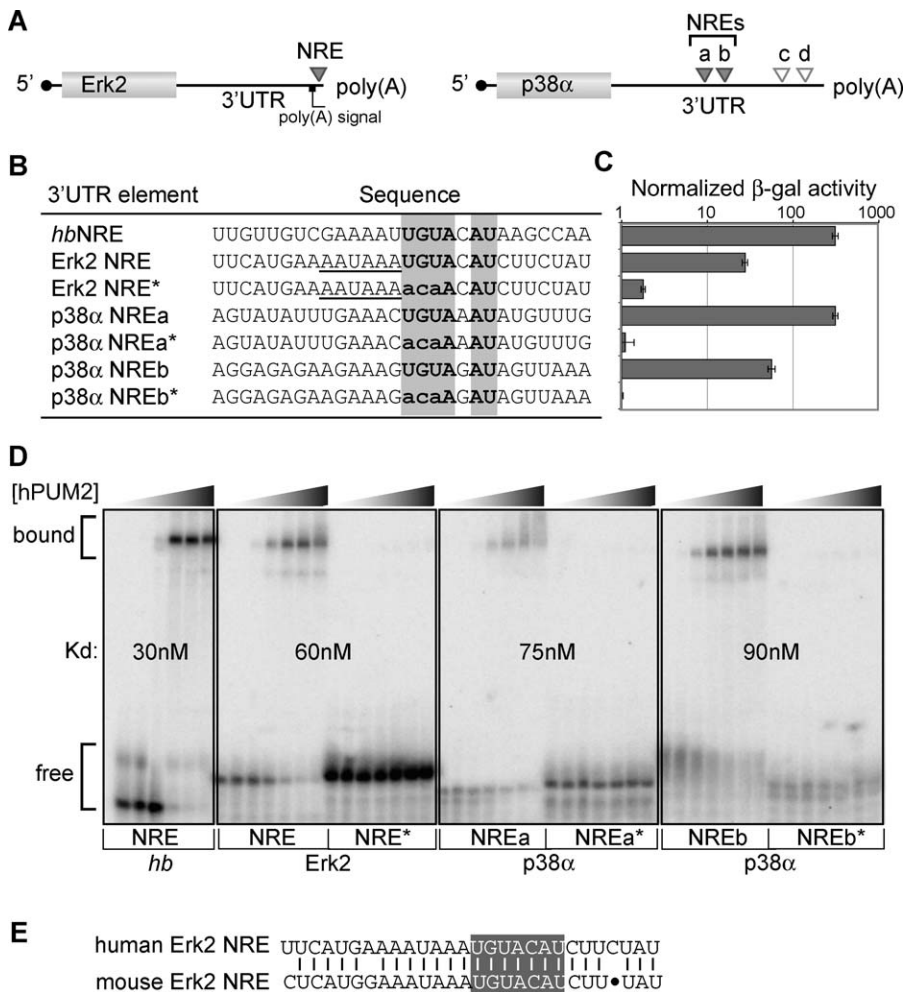 A
NRE
5’ Erk2 3’UTR poly(A)
poly(A) signal
NREs
a b c d
5’ p38α 3’UTR poly(A)
B
3’UTR element Sequence
hbNRE UUGUUGUCGAAAAUUGUACAUAAGCCAA
Erk2 NRE UUCAUGAAAAUAAAUGUACAUCUUCUAU
Erk2 NRE* UUCAUGAAAAUAAAacaACAUCUUCUAU
p38α NREa AGUAUAUUUGAAACUGUAAAUAUGUUUG
p38α NREa* AGUAUAUUUGAAACacaAAAUAUGUUUG
p38α NREb AGGAGAGAAGAAAGUGUAGAUAGUUAAA
p38α NREb* AGGAGAGAAGAAAGacaAGAUAGUUAAA
C
Normalized β-gal activity
1 10 100 1000
D
[hPUM2]
bound
Kd: 30nM 60nM 75nM 90nM
free
NRE NRE NRE* NREa NREa* NREb NREb*
hb Erk2 p38α p38α
E
human Erk2 NRE UUCAUGAAAAUAAAUGUACAUCUUCUAU
mouse Erk2 NRE CUCAUGGAAAUAAAUGUACAUCUU•UAU